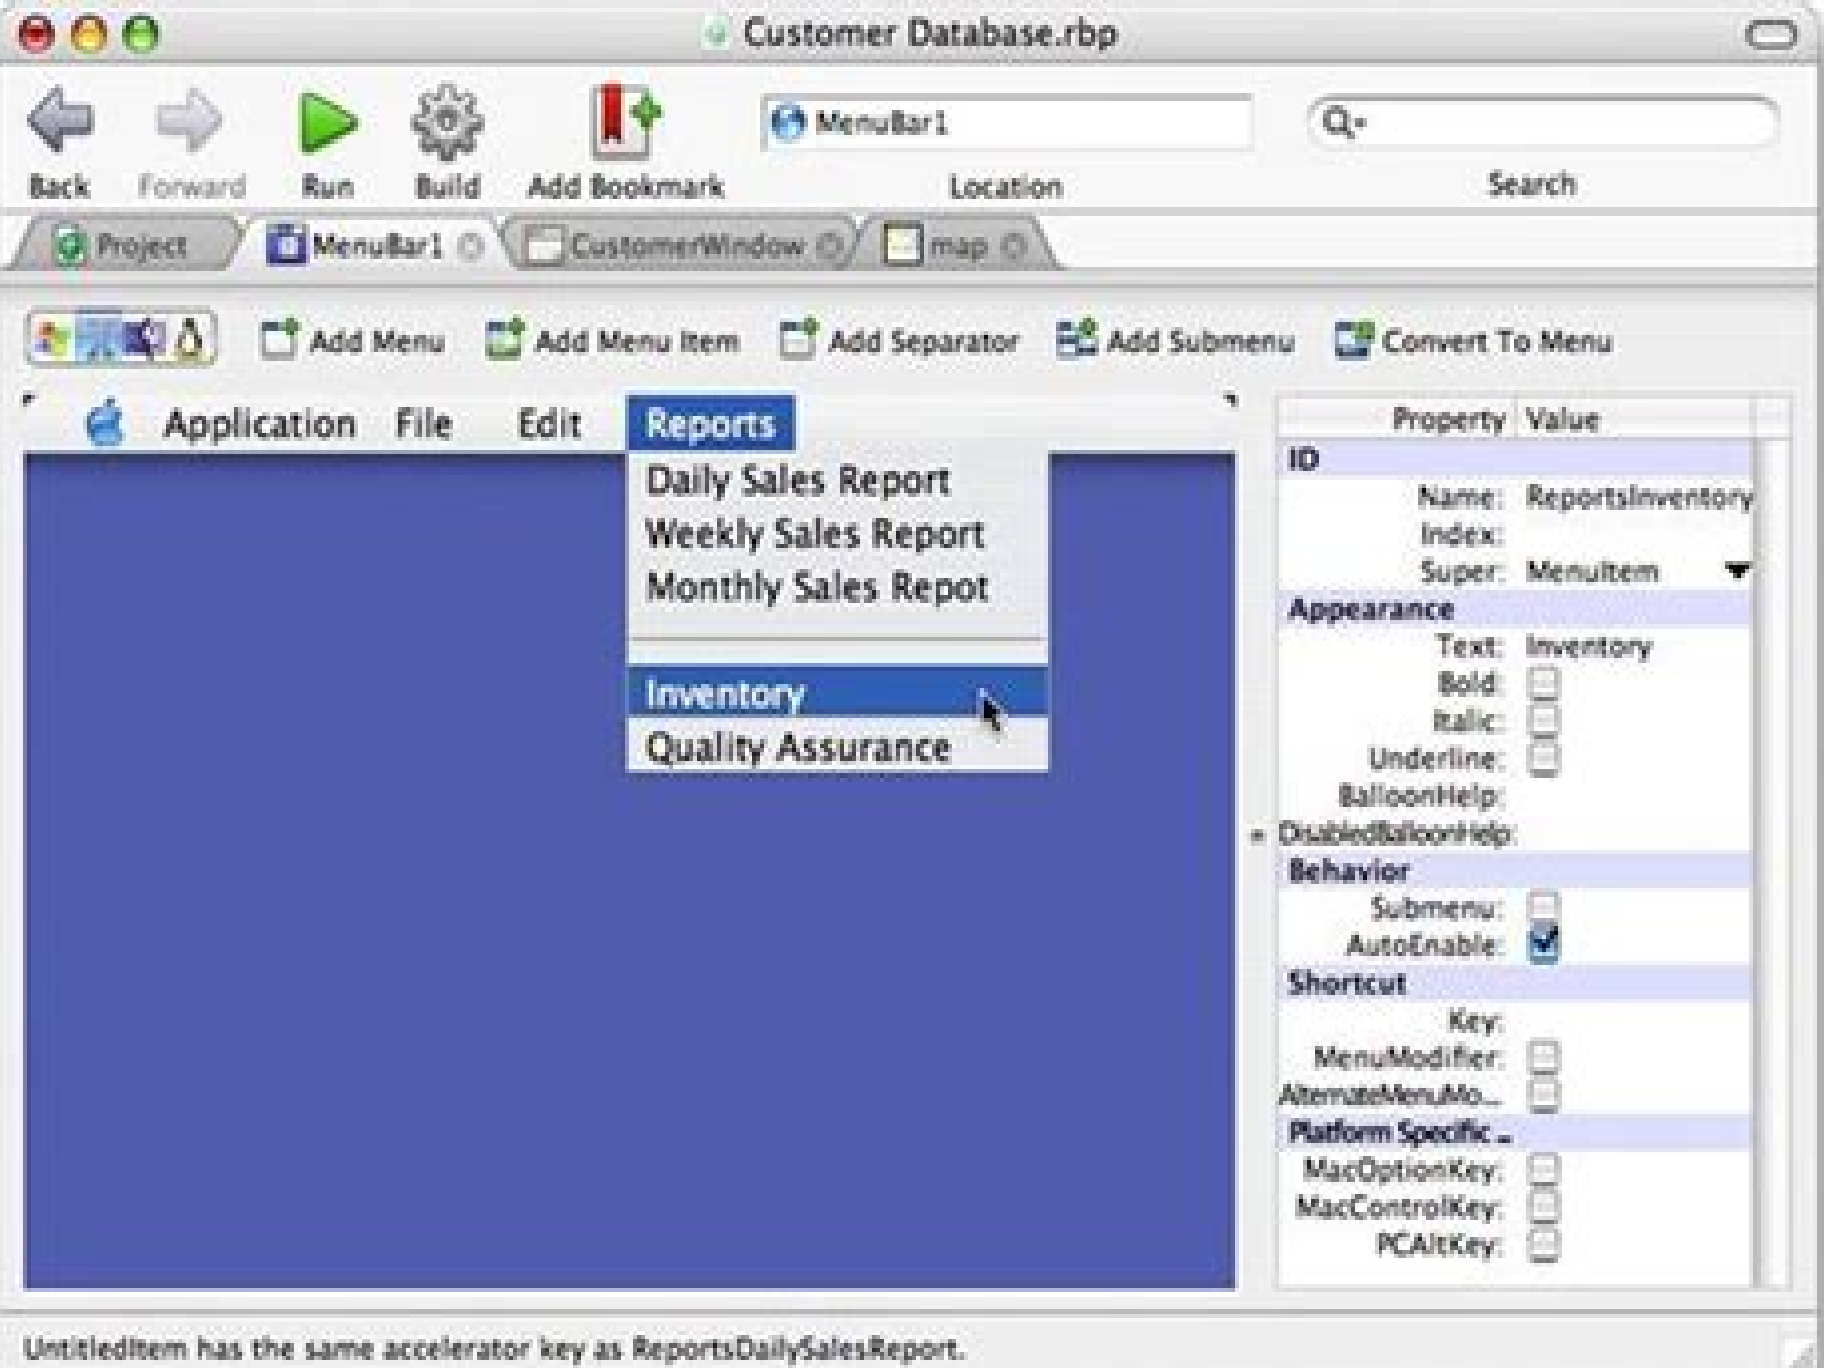 Customer Database.rbp
MenuBar1
Back Forward Run Build Add Bookmark Location Search
Project MenuBar1 CustomerWindow map
Add Menu Add Menu Item Add Separator Add Submenu Convert To Menu
Application File Edit Reports
Daily Sales Report
Weekly Sales Report
Monthly Sales Repot
Inventory
Quality Assurance
Property Value
ID
Name: ReportsInventory
Index:
Super: MenuItem
Appearance
Text: Inventory
Bold:
Italic:
Underline:
BalloonHelp:
DisabledBalloonHelp:
Behavior
Submenu:
AutoEnable:
Shortcut
Key:
MenuModifier:
AlternateMenuMo...
Platform Specific ...
MacOptionKey:
MacControlKey:
PCAltKey:
UntitledItem has the same accelerator key as ReportsDailySalesReport.